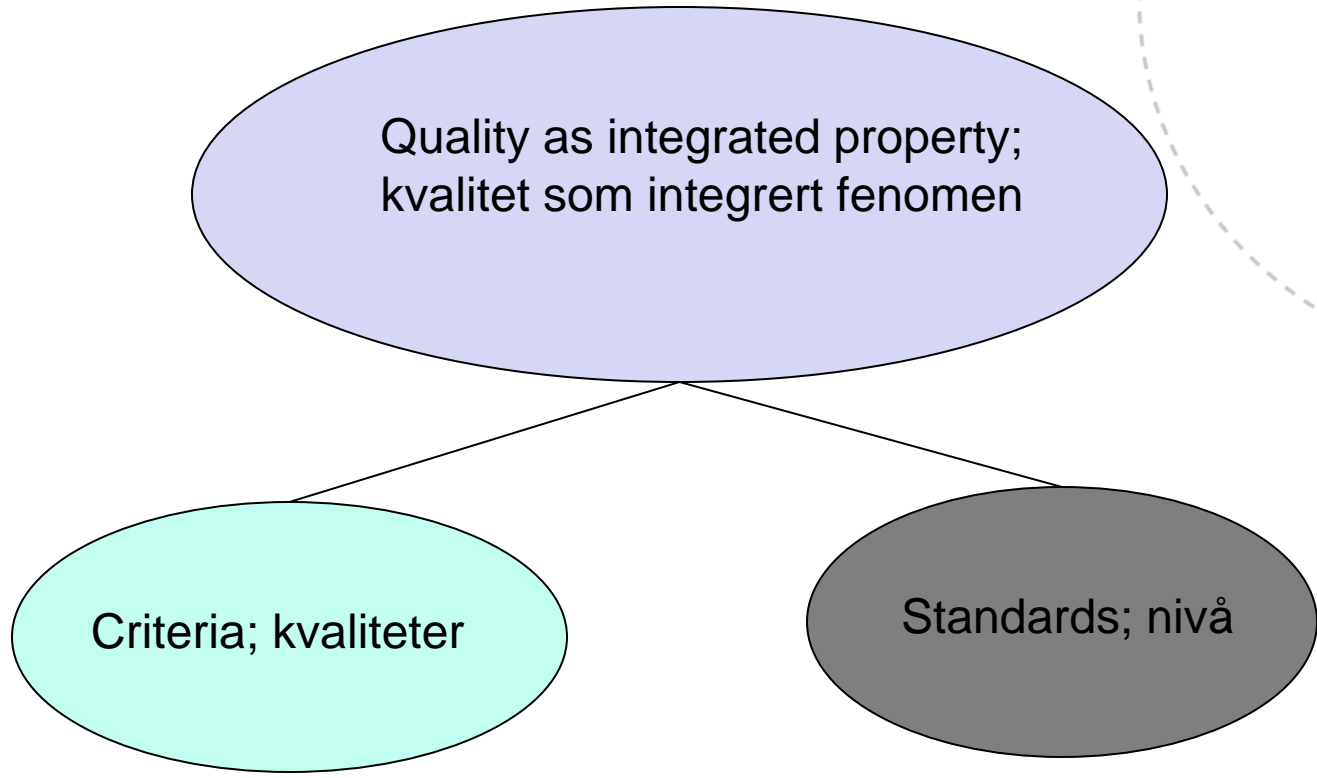 Quality as integrated property;
kvalitet som integrert fenomen
Criteria; kvaliteter
Standards; nivå